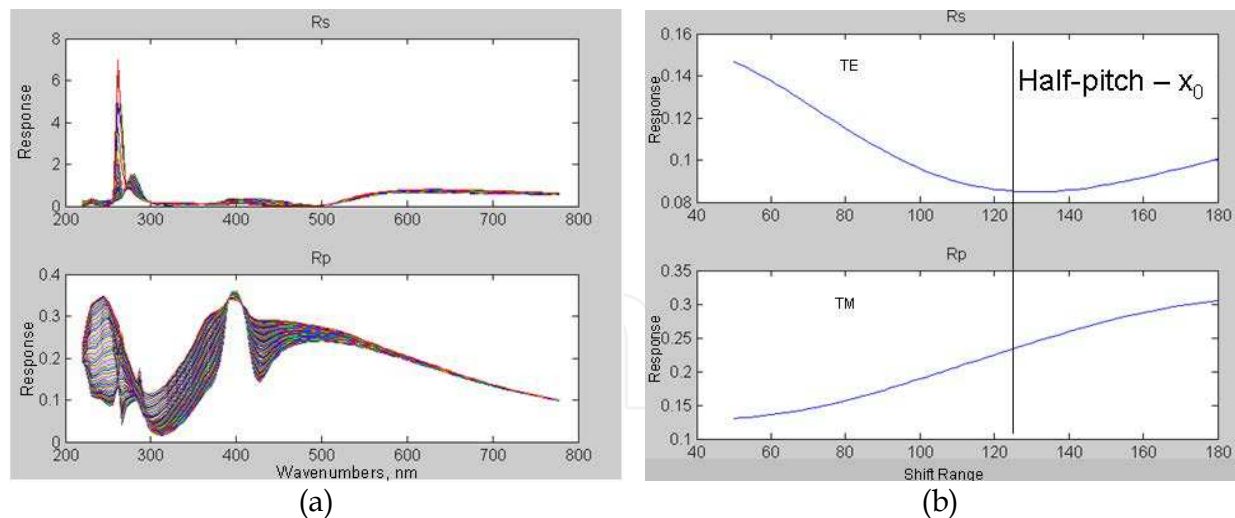 Rs
Response
8
6
4
2
0
200 300 400 500 600 700 800
Rp
Response
0.4
0.3
0.2
0.1
0
200 300 400 500 600 700 800
Wavenumbers, nm
(a)
Rs
Response
0.16
0.14
0.12
0.1
0.08
TE
Half-pitch – x₀
40 60 80 100 120 140 160 180
Rp
Response
0.35
0.3
0.25
0.2
0.15
0.1
TM
40 60 80 100 120 140 160 180
Shift Range
(b)